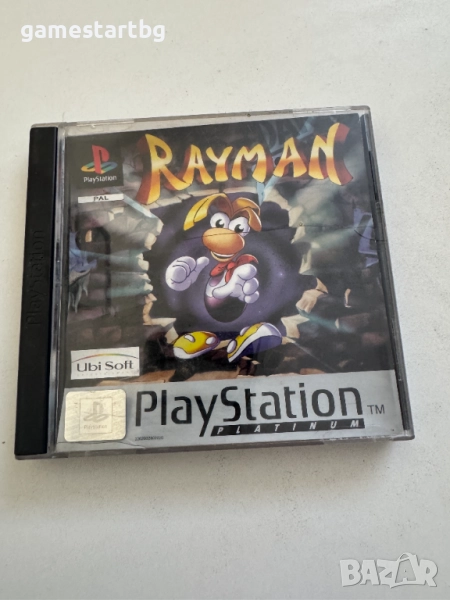 gamestartbg
RAYMAN
PlayStation
PAL
PlayStation
Ubi Soft
PlayStation TM
PLATINUM
BAZAR